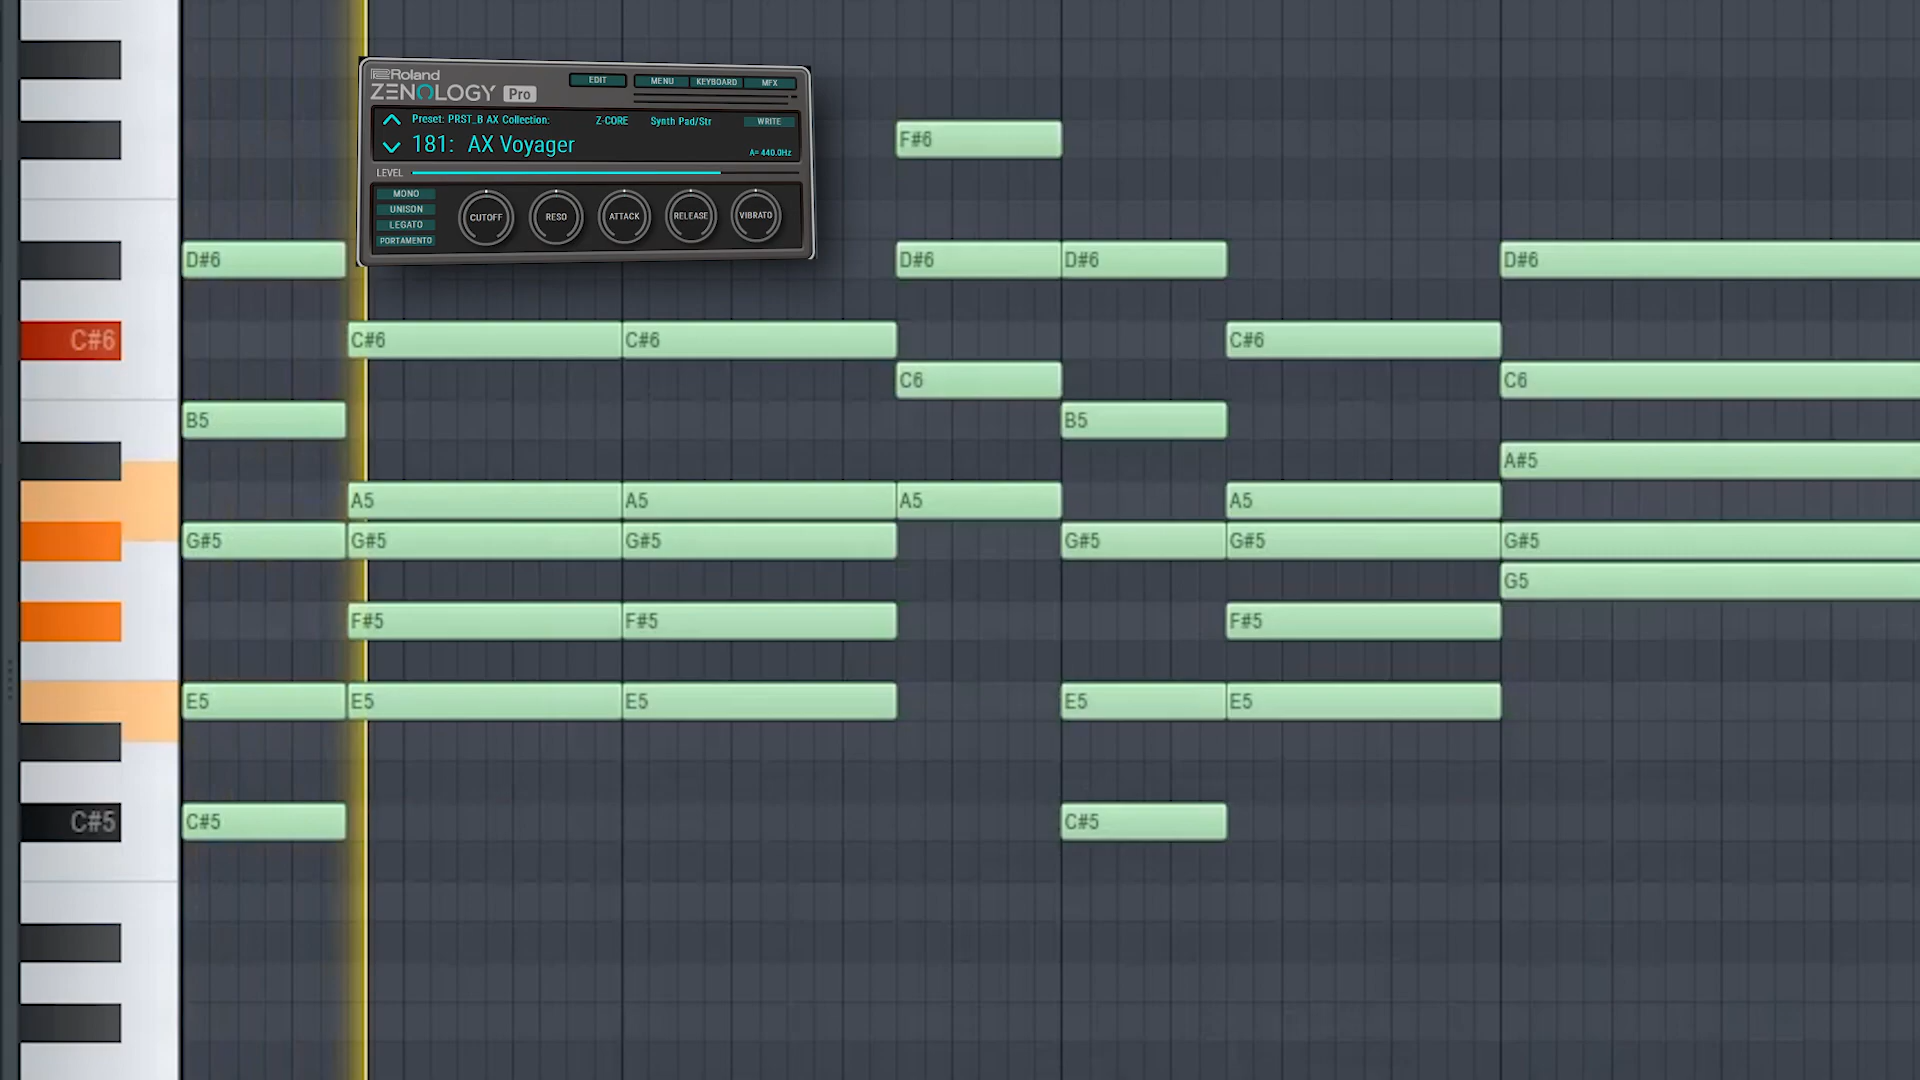 Roland
ZENOLOGY Pro
EDIT
MENU KEYBOARD MFX
Preset: PRST_B AX Collection: Z-CORE Synth Pad/Str WRITE
181: AX Voyager
A= 440.0Hz
LEVEL
MONO
UNISON
LEGATO
PORTAMENTO
CUTOFF RESO ATTACK RELEASE VIBRATO
F#6
D#6 D#6 D#6 D#6
C#6 C#6 C#6 C#6
C6 C6
B5 B5
A#5
A5 A5 A5 A5
G#5 G#5 G#5 G#5 G#5 G#5
G5
F#5 F#5 F#5
E5 E5 E5 E5 E5
C#5 C#5 C#5